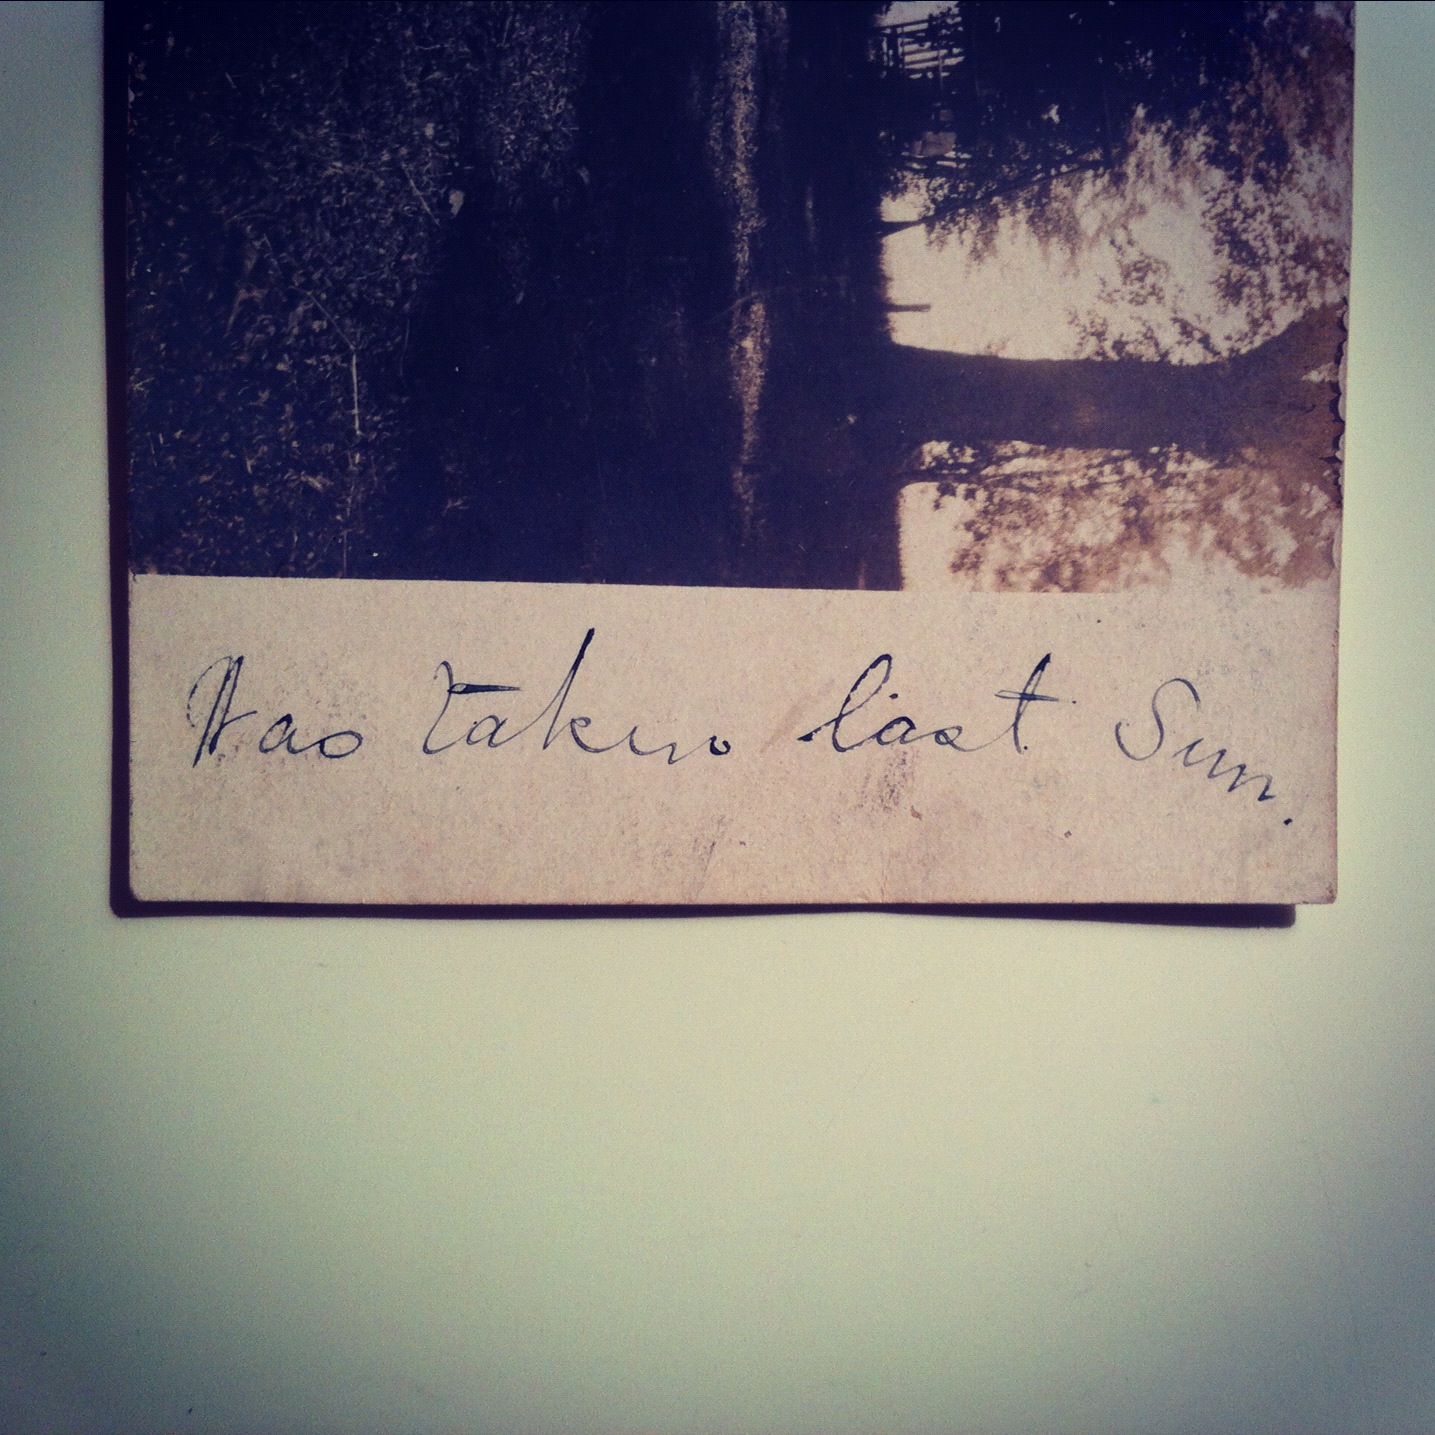 Was taken last Sun.